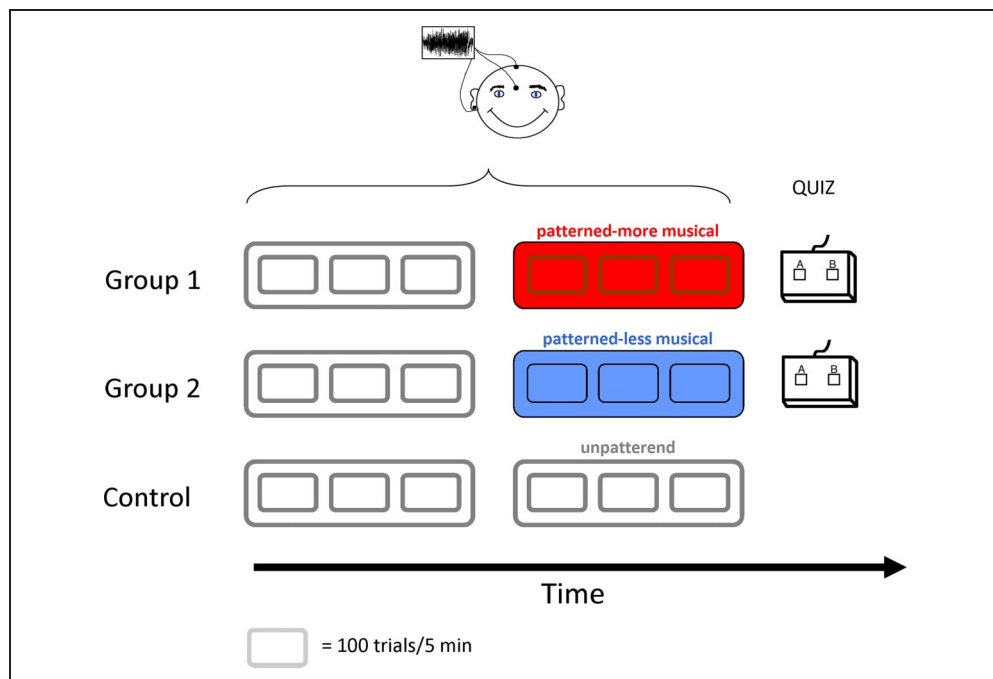 QUIZ
patterned-more musical
Group 1
A B
patterned-less musical
Group 2
A B
unpatterend
Control
Time
= 100 trials/5 min